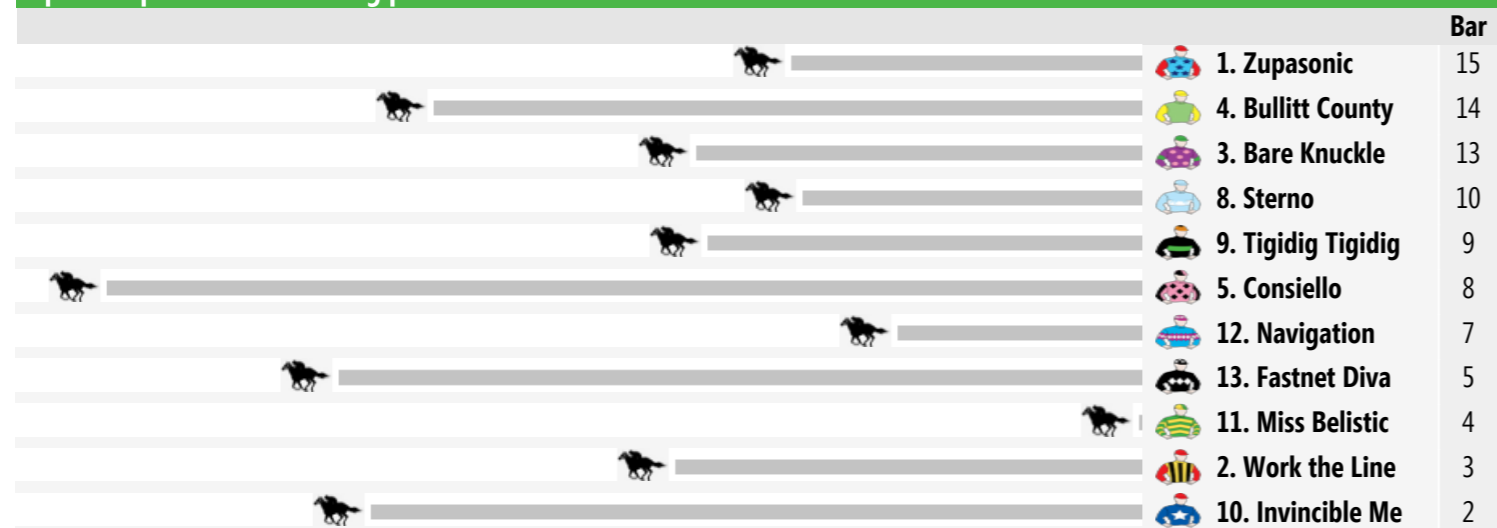 Bar
1. Zupasonic 15
4. Bullitt County 14
3. Bare Knuckle 13
8. Sterno 10
9. Tigidig Tigidig 9
5. Consiello 8
12. Navigation 7
13. Fastnet Diva 5
11. Miss Belistic 4
2. Work the Line 3
10. Invincible Me 2